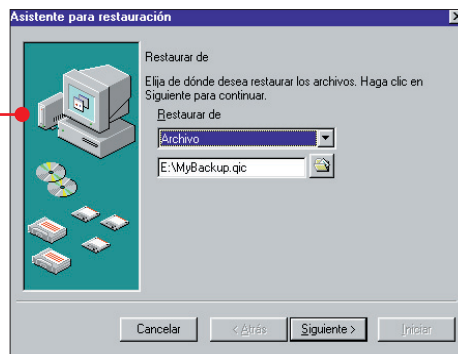 Asistente para restauración
Restaurar de
Elija de dónde desea restaurar los archivos. Haga clic en
Siguiente para continuar.
Restaurar de
Archivo
E:\MyBackup.qic
Cancelar
< Atrás
Siguiente >
Iniciar